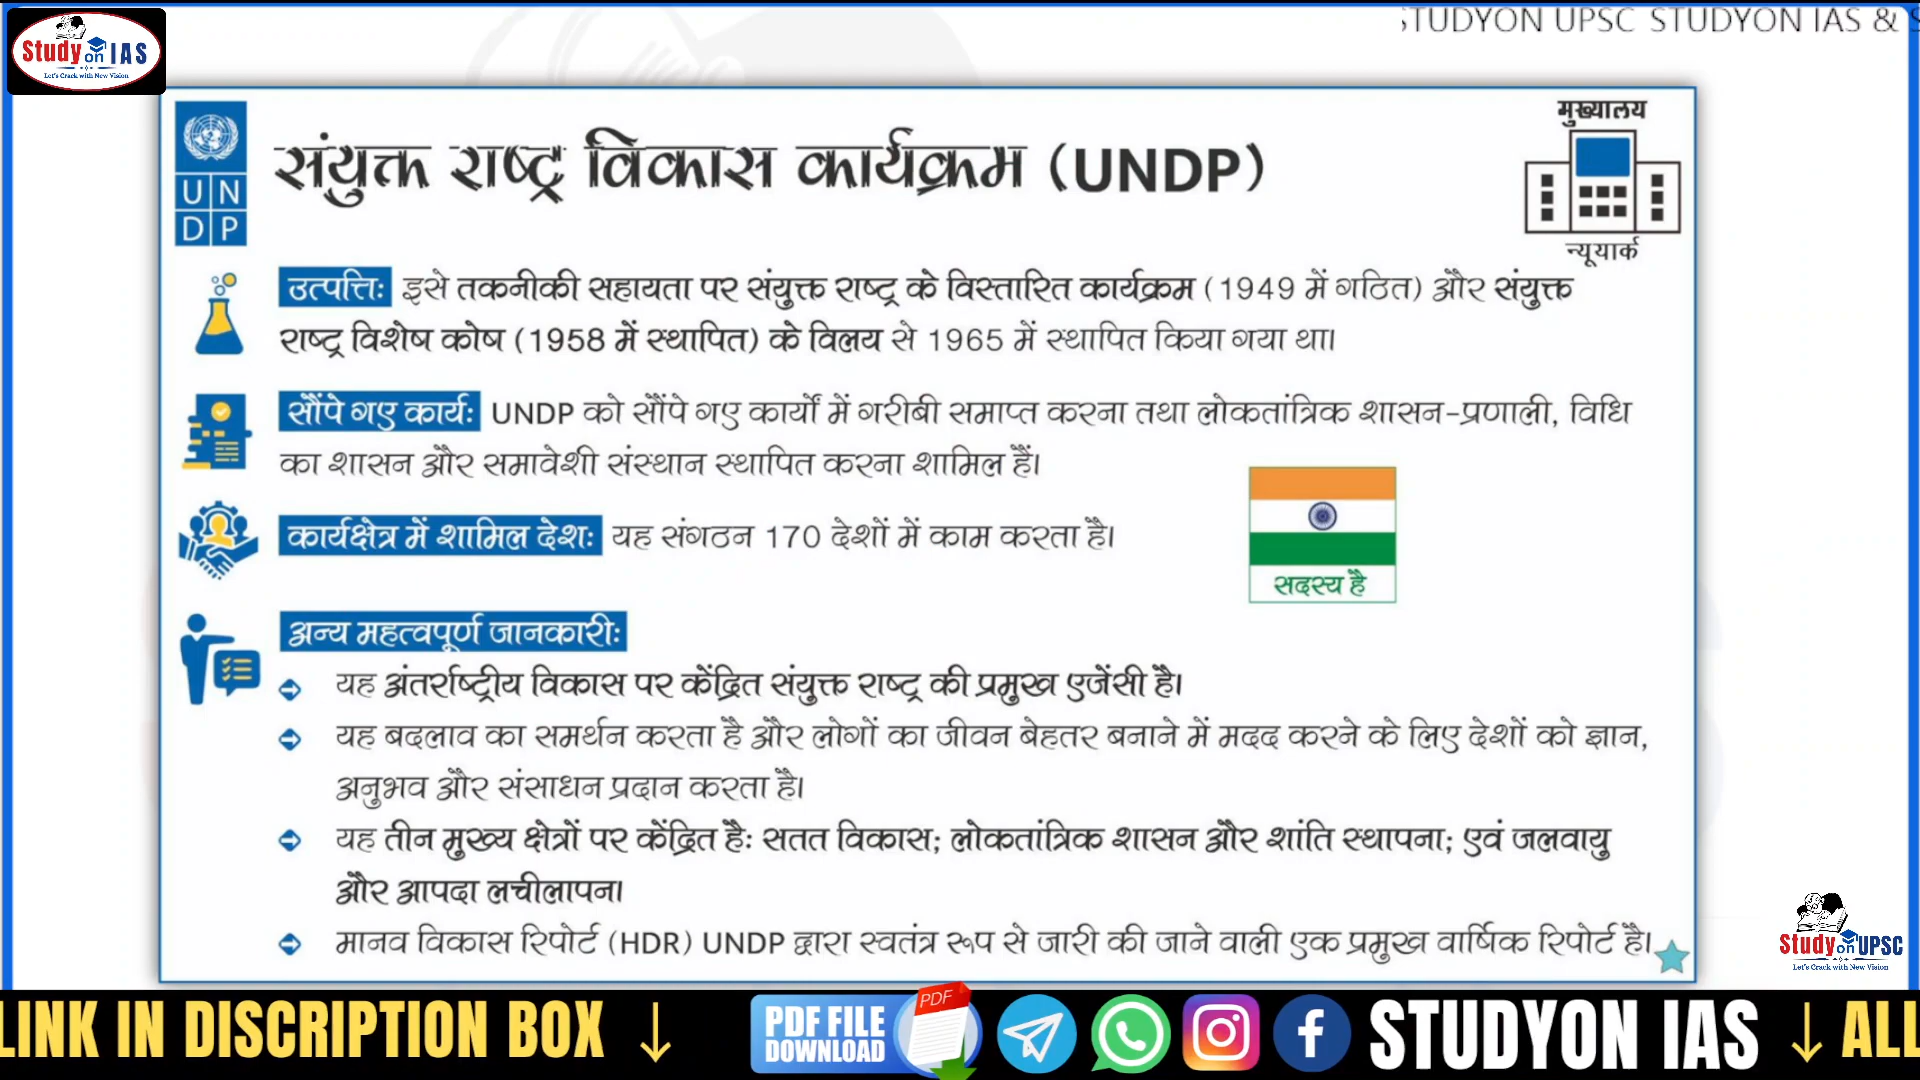 STUDYON UPSC STUDYON IAS &
Study on IAS
Let's Crack with New Vision
मुख्यालय
U N
D P
संयुक्त राष्ट्र विकास कार्यक्रम (UNDP)
न्यूयार्क
उत्पत्तिः इसे तकनीकी सहायता पर संयुक्त राष्ट्र के विस्तारित कार्यक्रम (1949 में गठित) और संयुक्त
राष्ट्र विशेष कोष (1958 में स्थापित) के विलय से 1965 में स्थापित किया गया था।
सौंपे गए कार्यः UNDP को सौंपे गए कार्यों में गरीबी समाप्त करना तथा लोकतांत्रिक शासन-प्रणाली, विधि
का शासन और समावेशी संस्थान स्थापित करना शामिल हैं।
कार्यक्षेत्र में शामिल देशः यह संगठन 170 देशों में काम करता है।
सदस्य है
अन्य महत्वपूर्ण जानकारीः
यह अंतर्राष्ट्रीय विकास पर केंद्रित संयुक्त राष्ट्र की प्रमुख एजेंसी है।
यह बदलाव का समर्थन करता है और लोगों का जीवन बेहतर बनाने में मदद करने के लिए देशों को ज्ञान,
अनुभव और संसाधन प्रदान करता है।
यह तीन मुख्य क्षेत्रों पर केंद्रित हैः सतत विकास; लोकतांत्रिक शासन और शांति स्थापना; एवं जलवायु
और आपदा लचीलापन।
मानव विकास रिपोर्ट (HDR) UNDP द्वारा स्वतंत्र रूप से जारी की जाने वाली एक प्रमुख वार्षिक रिपोर्ट है।
Study on UPSC
Let's Crack with New Vision
LINK IN DISCRIPTION BOX ↓ PDF FILE DOWNLOAD PDF STUDYON IAS ↓ ALL